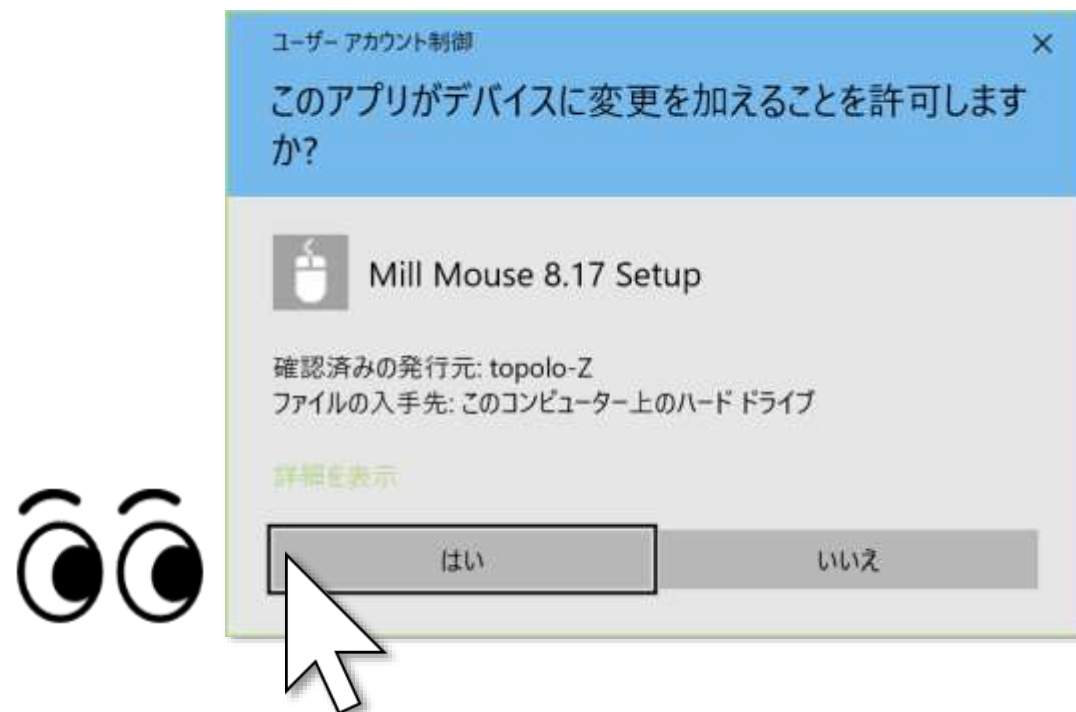 ユーザー アカウント制御
このアプリがデバイスに変更を加えることを許可します
か?
Mill Mouse 8.17 Setup
確認済みの発行元: topolo-Z
ファイルの入手先: このコンピューター上のハード ドライブ
詳細を表示
はい
いいえ